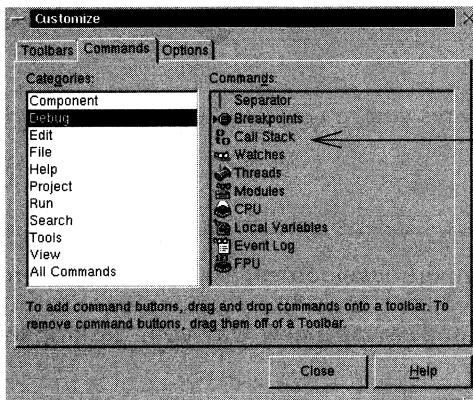 Customize
Toolbars Commands Options
Categories:
Component
Debug
Edit
File
Help
Project
Run
Search
Tools
View
All Commands
Commands:
Separator
Breakpoints
Call Stack
Watches
Threads
Modules
CPU
Local Variables
Event Log
FPU
To add command buttons, drag and drop commands onto a toolbar. To
remove command buttons, drag them off of a Toolbar.
Close Help